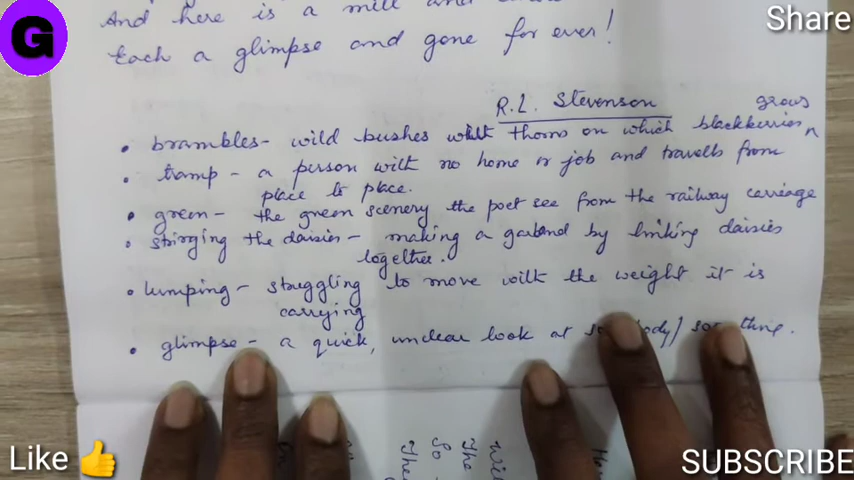 G
Share
And here is a mill and
Each a glimpse and gone for ever!
R.L. Stevenson
grows
• brambles- wild bushes with thorns on which blackberries
• tramp - a person with no home or job and travells from
place to place.
• green- the green scenery the poet see from the railway carriage
• stringing the daisies - making a garland by linking daisies
together.
• lumping- struggling to move with the weight it is
carrying
• glimpse - a quick, unclear look at somebody/ something.
Like 👍
SUBSCRIBE